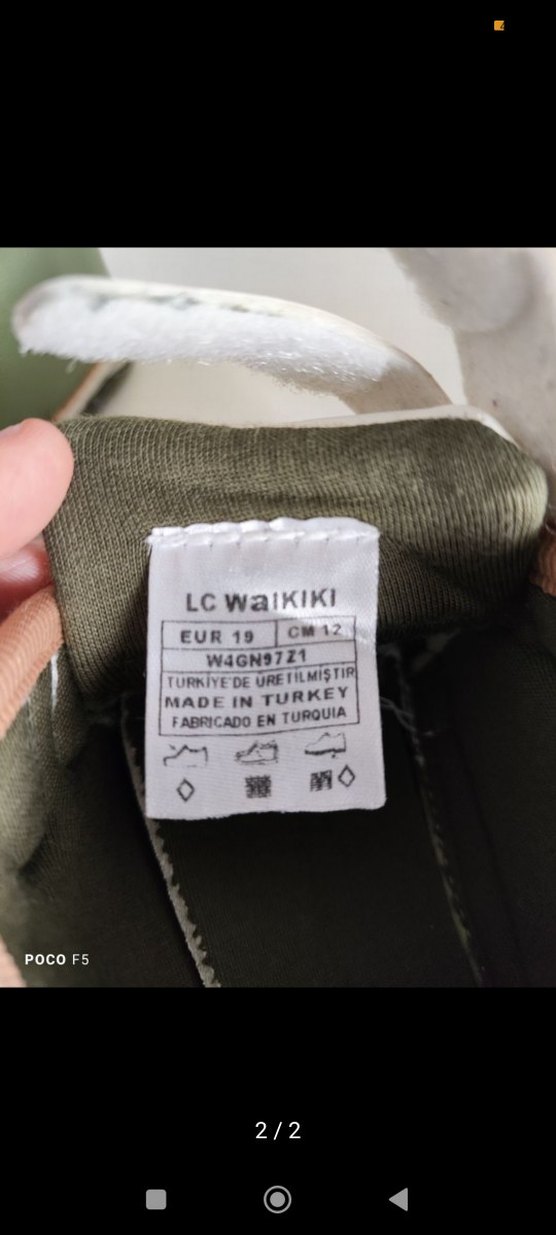 LC WaIKIKI
EUR 19 CM 12
W4GN97Z1
TÜRKİYE'DE ÜRETİLMİŞTİR
MADE IN TURKEY
FABRICADO EN TURQUIA
POCO F5
2/2